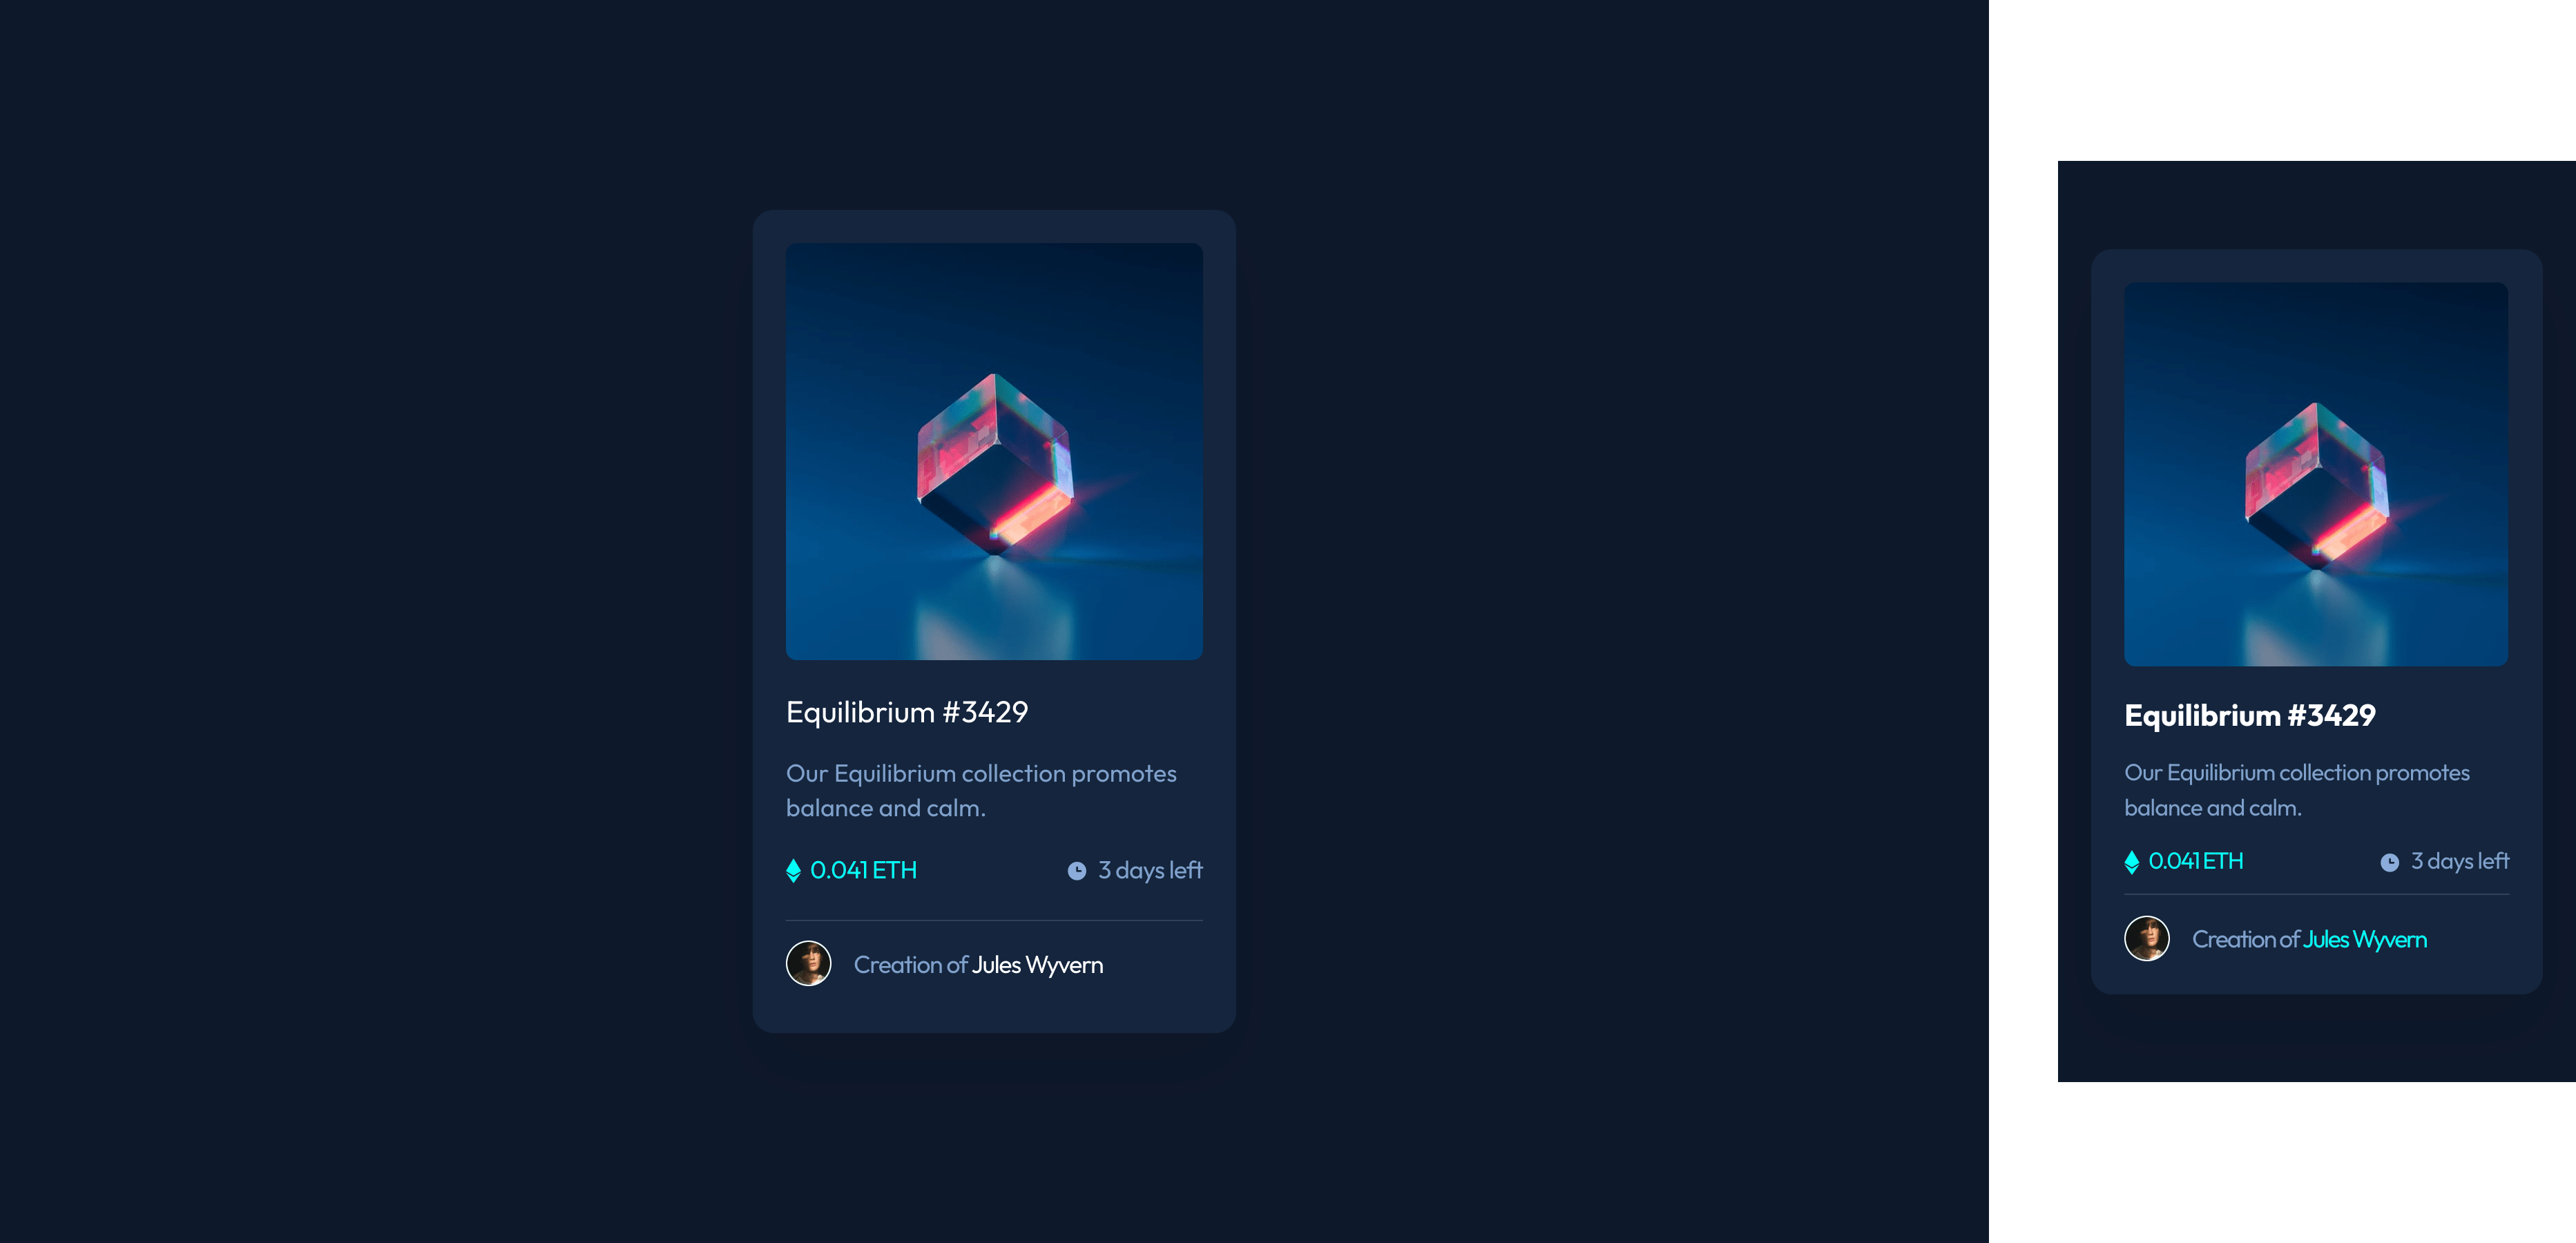 Equilibrium #3429
Our Equilibrium collection promotes
balance and calm.
0.041 ETH
3 days left
Creation of Jules Wyvern
Equilibrium #3429
Our Equilibrium collection promotes
balance and calm.
0.041 ETH
3 days left
Creation of Jules Wyvern